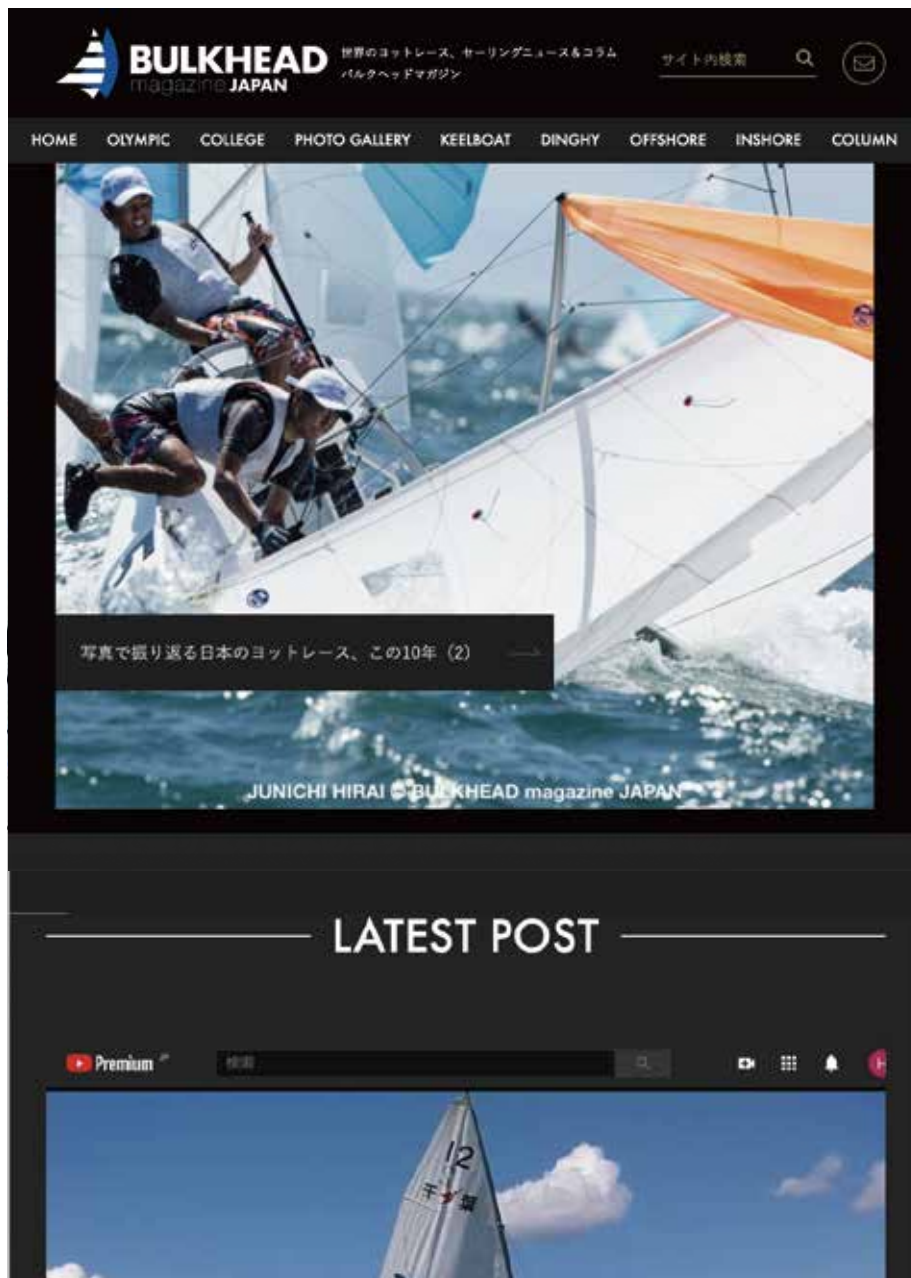 BULKHEAD
magazine JAPAN
世界のヨットレース、セーリングニュース&コラム
バルクヘッドマガジン
サイト内検索
HOME OLYMPIC COLLEGE PHOTO GALLERY KEELBOAT DINGHY OFFSHORE INSHORE COLUMN
写真で振り返る日本のヨットレース、この10年（2）
JUNICHI HIRAI © BULKHEAD magazine JAPAN
LATEST POST
Premium JP
検索
H
12
千葉